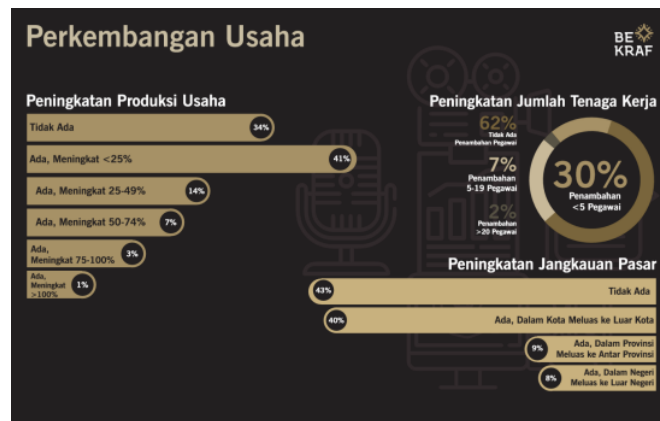 Perkembangan Usaha
BE
KRAF
Peningkatan Produksi Usaha
Tidak Ada
34%
Ada, Meningkat <25%
41%
Ada, Meningkat 25-49%
14%
Ada, Meningkat 50-74%
7%
Ada,
Meningkat 75-100%
3%
Ada,
Meningkat
>100%
1%
Peningkatan Jumlah Tenaga Kerja
62%
Tidak Ada
Penambahan Pegawai
7%
Penambahan
5-19 Pegawai
2%
Penambahan
>20 Pegawai
30%
Penambahan
<5 Pegawai
Peningkatan Jangkauan Pasar
43%
Tidak Ada
40%
Ada, Dalam Kota Meluas ke Luar Kota
9%
Ada, Dalam Provinsi
Meluas ke Antar Provinsi
8%
Ada, Dalam Negeri
Meluas ke Luar Negeri